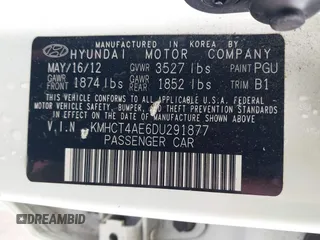 MANUFACTURED IN KOREA BY
HYUNDAI MOTOR COMPANY
MAY/16/12 GVWR 3527 lbs PAINT PGU
GAWR FRONT 1874 lbs GAWR REAR 1852 lbs TRIM B1
THIS VEHICLE CONFORMS TO ALL APPLICABLE U.S.
FEDERAL MOTOR VEHICLE SAFETY, BUMPER,
AND THEFT PREVENTION STANDARDS IN EFFECT ON
THE DATE OF MANUFACTURE SHOWN ABOVE.
V.I.N KMHCT4AE6DU291877
PASSENGER CAR
DREAMBID